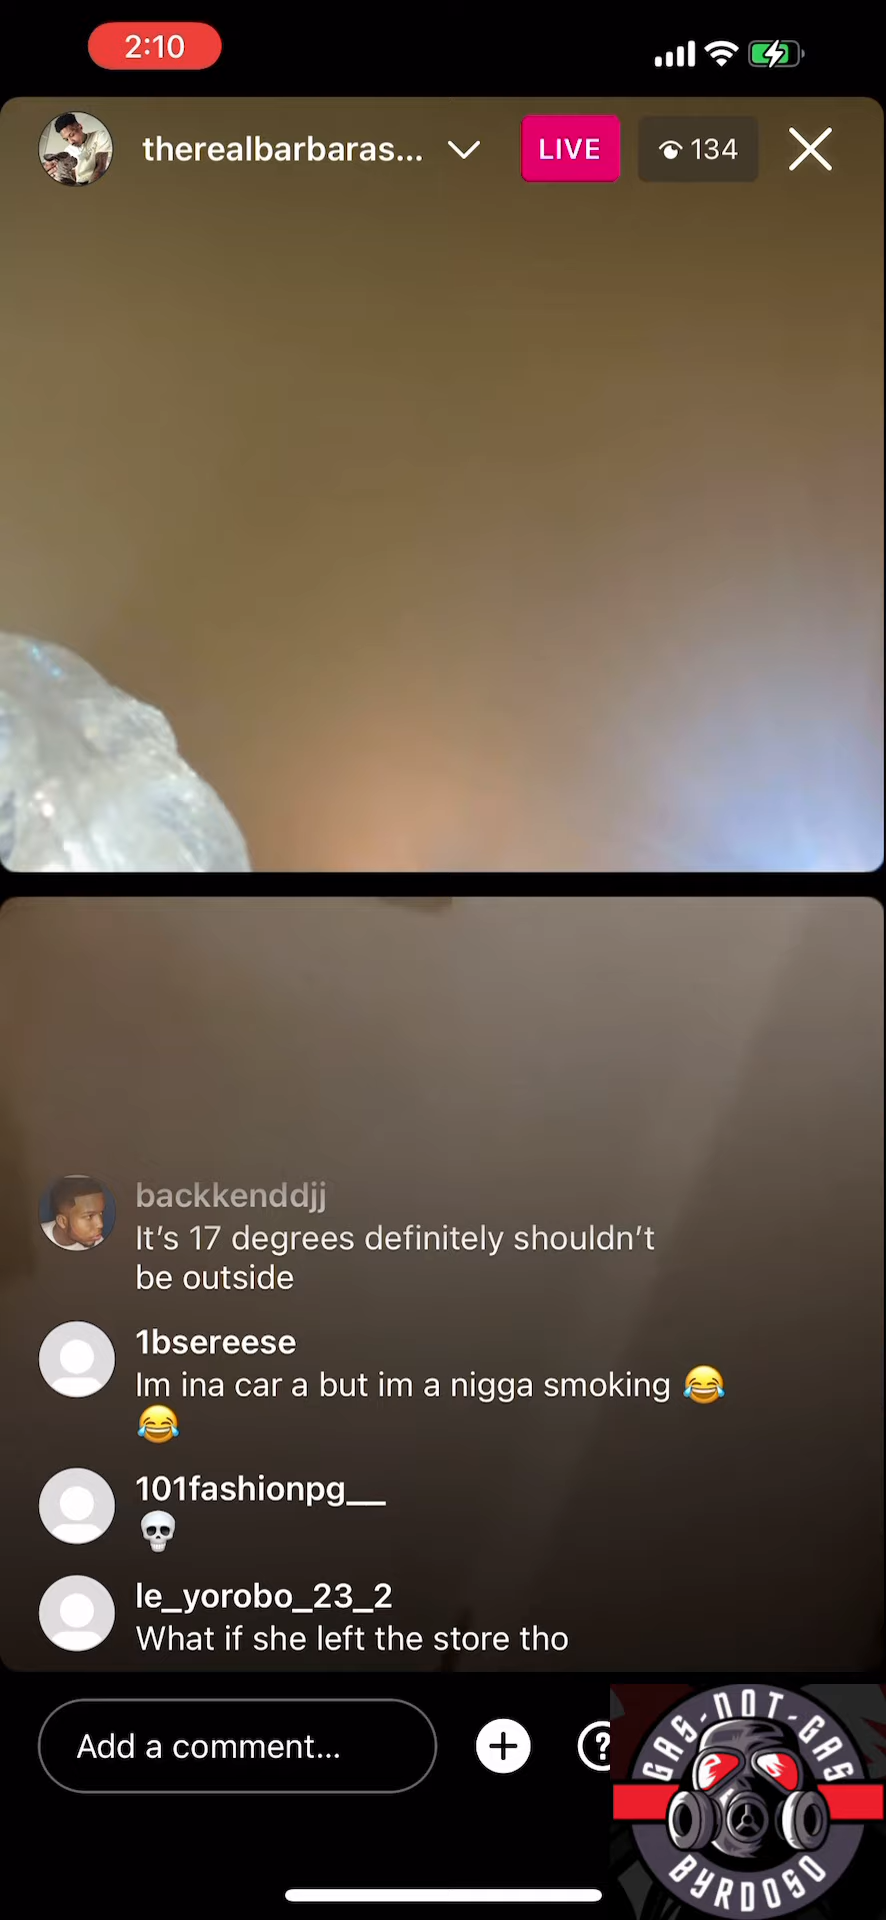 2:10
therealbarbaras...
LIVE
134
backkenddjj
It's 17 degrees definitely shouldn't
be outside
1bsereese
Im ina car a but im a nigga smoking 😂
😂
101fashionpg__
💀
le_yorobo_23_2
What if she left the store tho
Add a comment...
GAS-NOT-GAS
BYRDOSO